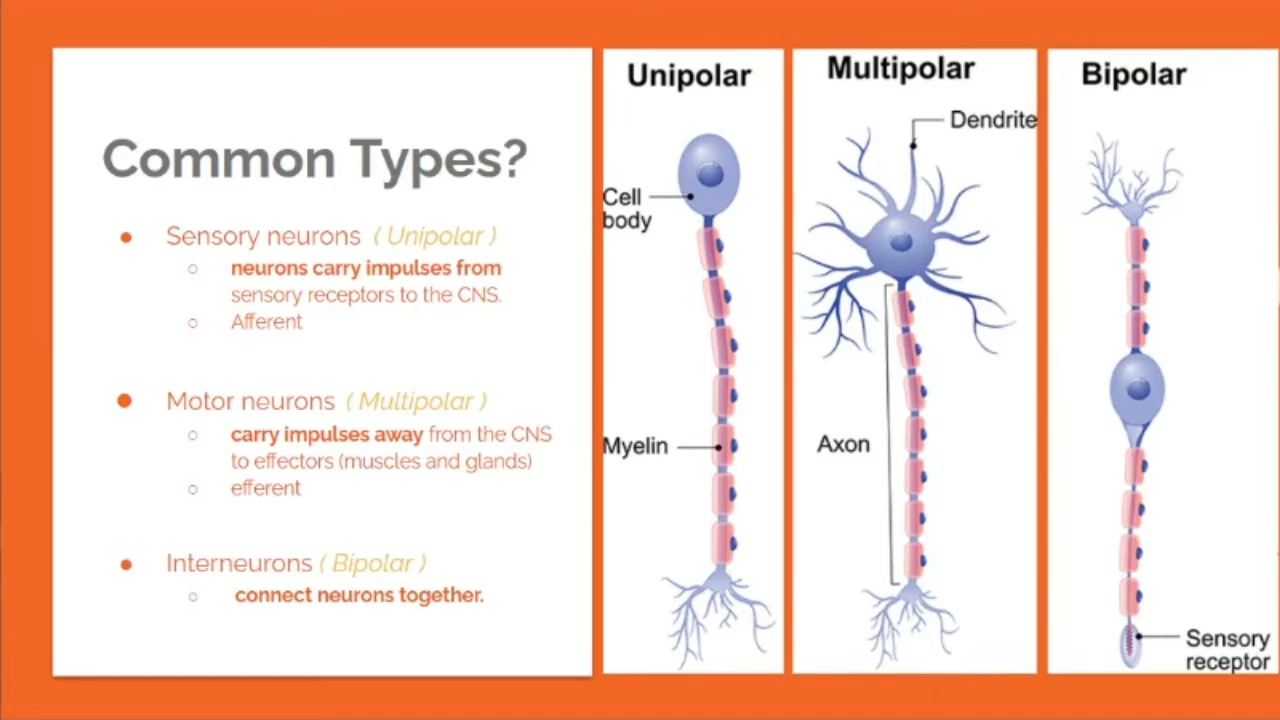 Common Types?
● Sensory neurons ( Unipolar )
○ neurons carry impulses from
sensory receptors to the CNS.
○ Afferent
● Motor neurons ( Multipolar )
○ carry impulses away from the CNS
to effectors (muscles and glands)
○ efferent
● Interneurons ( Bipolar )
○ connect neurons together.
Unipolar
Cell
body
Myelin
Multipolar
Dendrite
Axon
Bipolar
Sensory
receptor